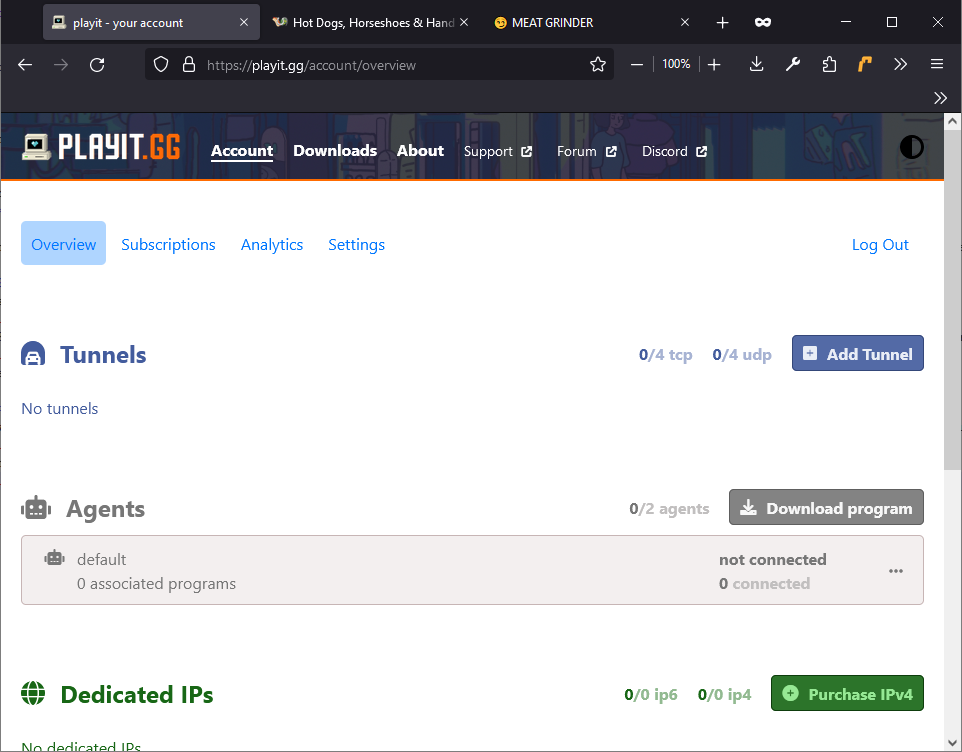 playit - your account
Hot Dogs, Horseshoes & Hand
MEAT GRINDER
https://playit.gg/account/overview
100%
PLAYIT.GG
Account
Downloads
About
Support
Forum
Discord
Overview
Subscriptions
Analytics
Settings
Log Out
Tunnels
0/4 tcp
0/4 udp
Add Tunnel
No tunnels
Agents
0/2 agents
Download program
default
not connected
0 associated programs
0 connected
Dedicated IPs
0/0 ip6
0/0 ip4
Purchase IPv4
No dedicated IPs